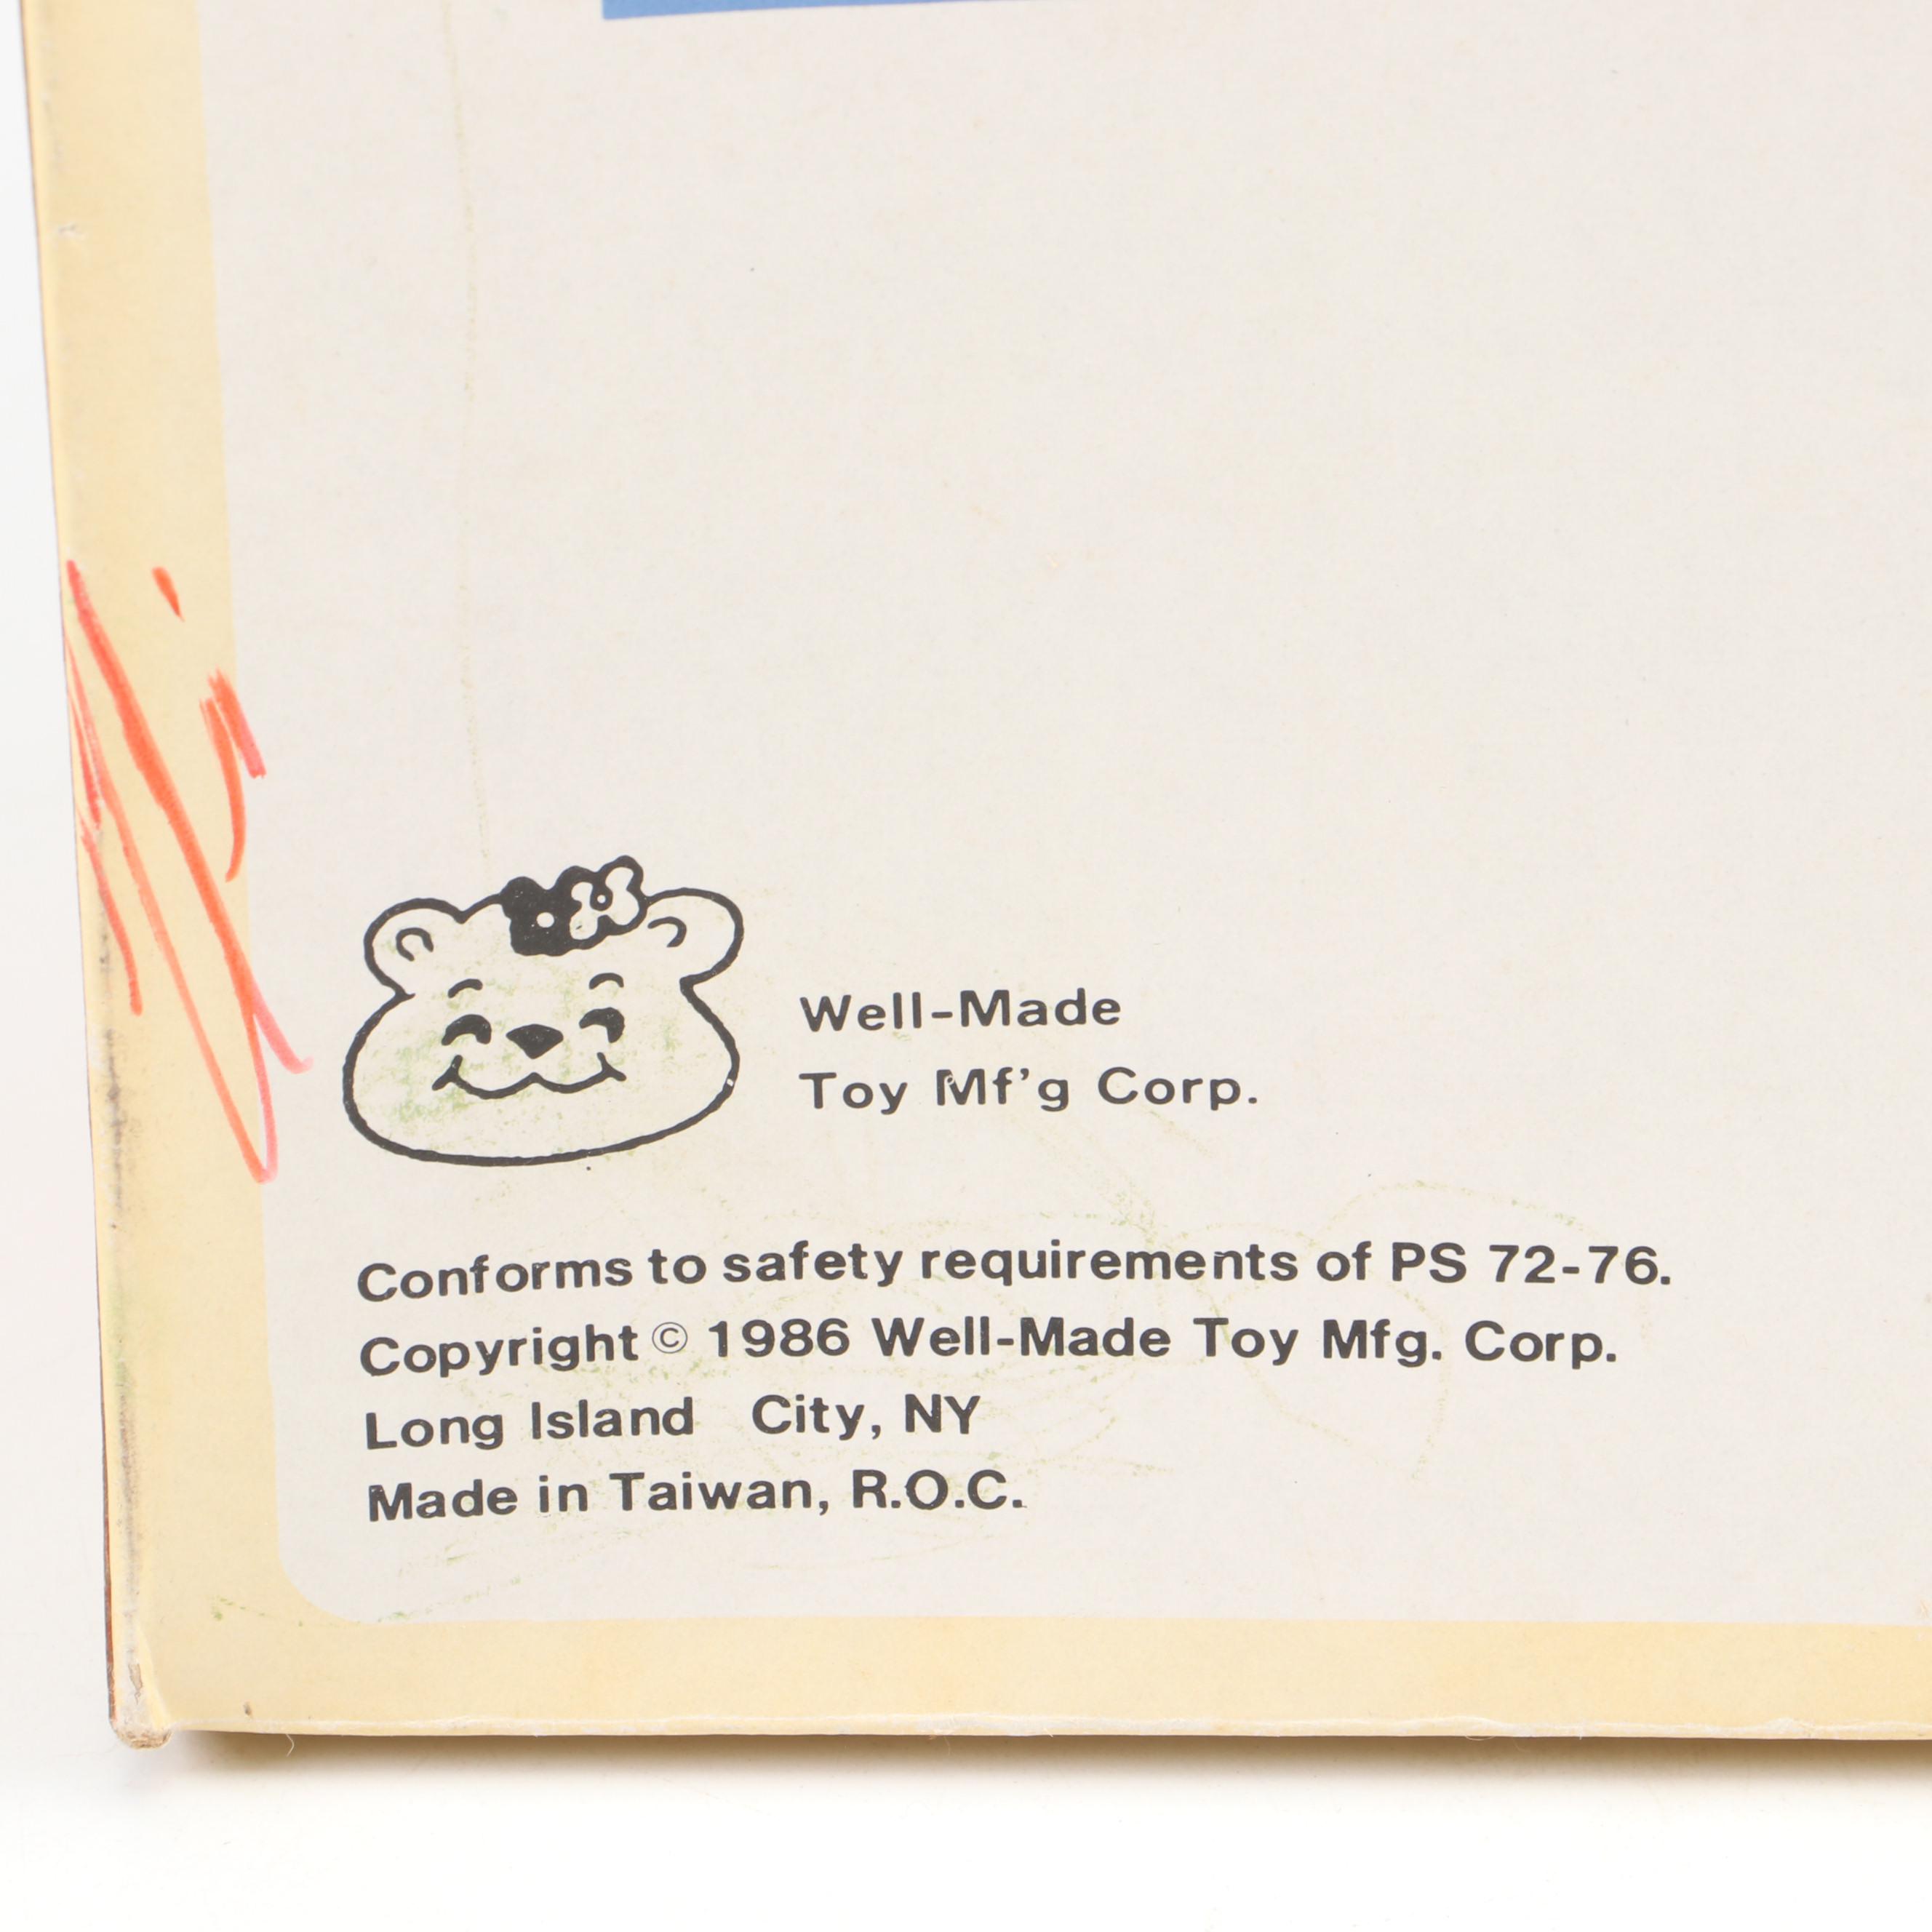 Well-Made
Toy Mf'g Corp.
Conforms to safety requirements of PS 72-76.
Copyright © 1986 Well-Made Toy Mfg. Corp.
Long Island City, NY
Made in Taiwan, R.O.C.